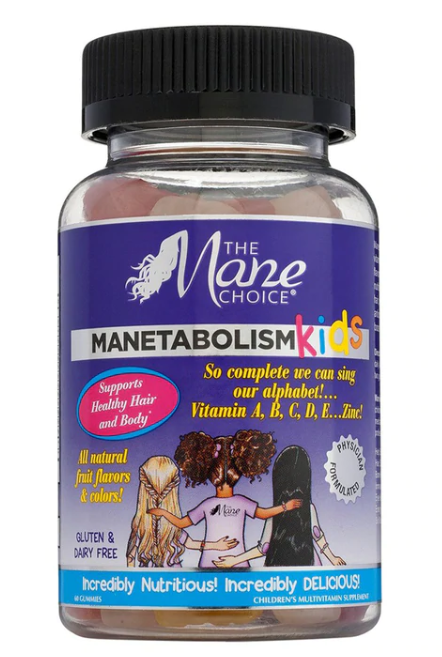 THE
Mane
CHOICE®
MANETABOLISM kids
So complete we can sing
our alphabet!...
Vitamin A, B, C, D, E...Zinc!
Supports
Healthy Hair
and Body*
All natural
fruit flavors
& colors!
PHYSICIAN
FORMULATED
Mane
GLUTEN &
DAIRY FREE
Incredibly Nutritious! Incredibly DELICIOUS!
60 GUMMIES
CHILDREN'S MULTIVITAMIN SUPPLEMENT